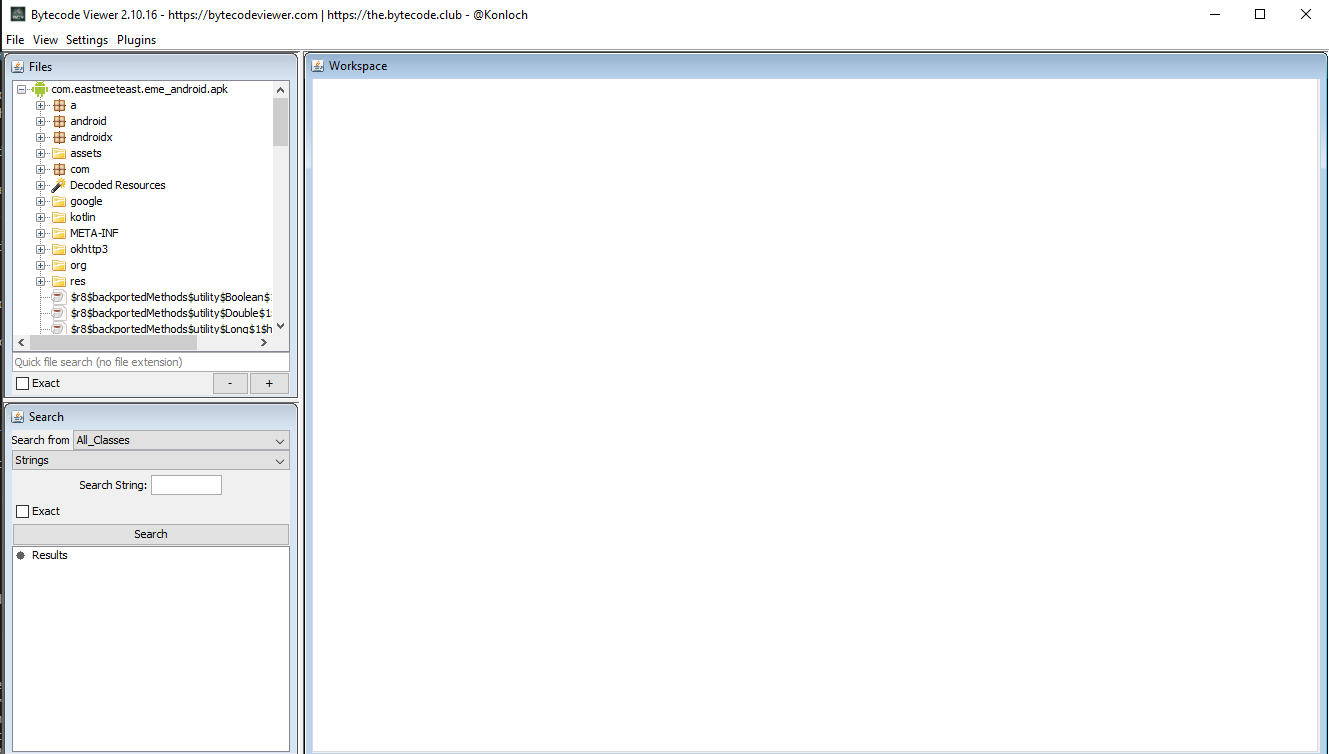 Bytecode Viewer 2.10.16 - https://bytecodeviewer.com | https://the.bytecode.club - @Konloch
File View Settings Plugins
Files
com.eastmeeteast.eme_android.apk
a
android
androidx
assets
com
Decoded Resources
google
kotlin
META-INF
okhttp3
org
res
$r8$backportedMethods$utility$Boolean$
$r8$backportedMethods$utility$Double$1
$r8$backportedMethods$utility$Long$1$h
Quick file search (no file extension)
Exact - +
Search
Search from All_Classes
Strings
Search String:
Exact
Search
Results
Workspace